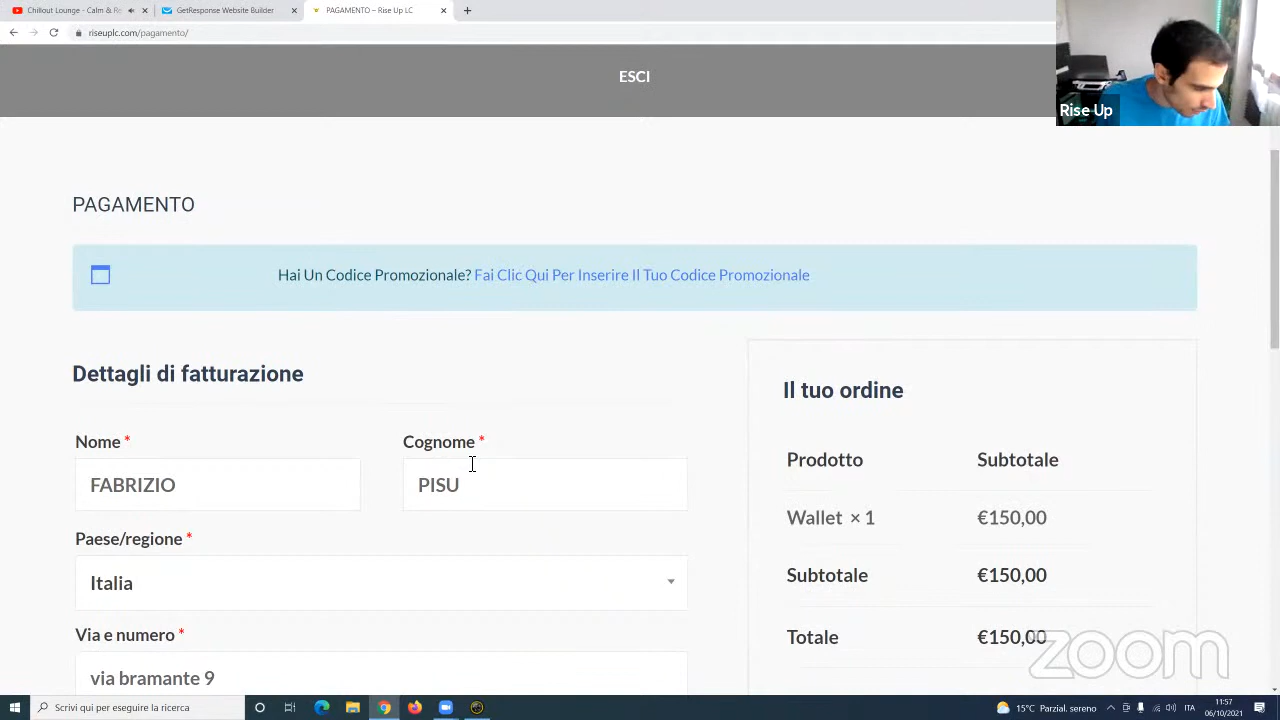 Chillout Lounge - Calm & Re
GetResponse Website Builder
PAGAMENTO – Rise Up LC
riseuplc.com/pagamento/
ESCI
Rise Up
PAGAMENTO
Hai Un Codice Promozionale? Fai Clic Qui Per Inserire Il Tuo Codice Promozionale
Dettagli di fatturazione
Nome *
Cognome *
FABRIZIO
PISU
Paese/regione *
Italia
Via e numero *
via bramante 9
Il tuo ordine
Prodotto
Subtotale
Wallet × 1
€150,00
Subtotale
€150,00
Totale
€150,00
zoom
Scrivi qui per eseguire la ricerca
15°C Parzial. sereno
ITA
11:57
06/10/2021